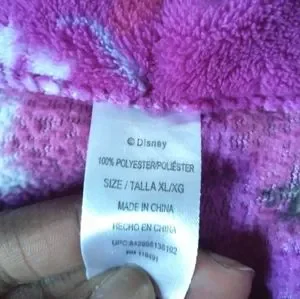 © Disney
100% POLYESTER/POLIÉSTER
SIZE / TALLA XL/XG
MADE IN CHINA
HECHO EN CHINA